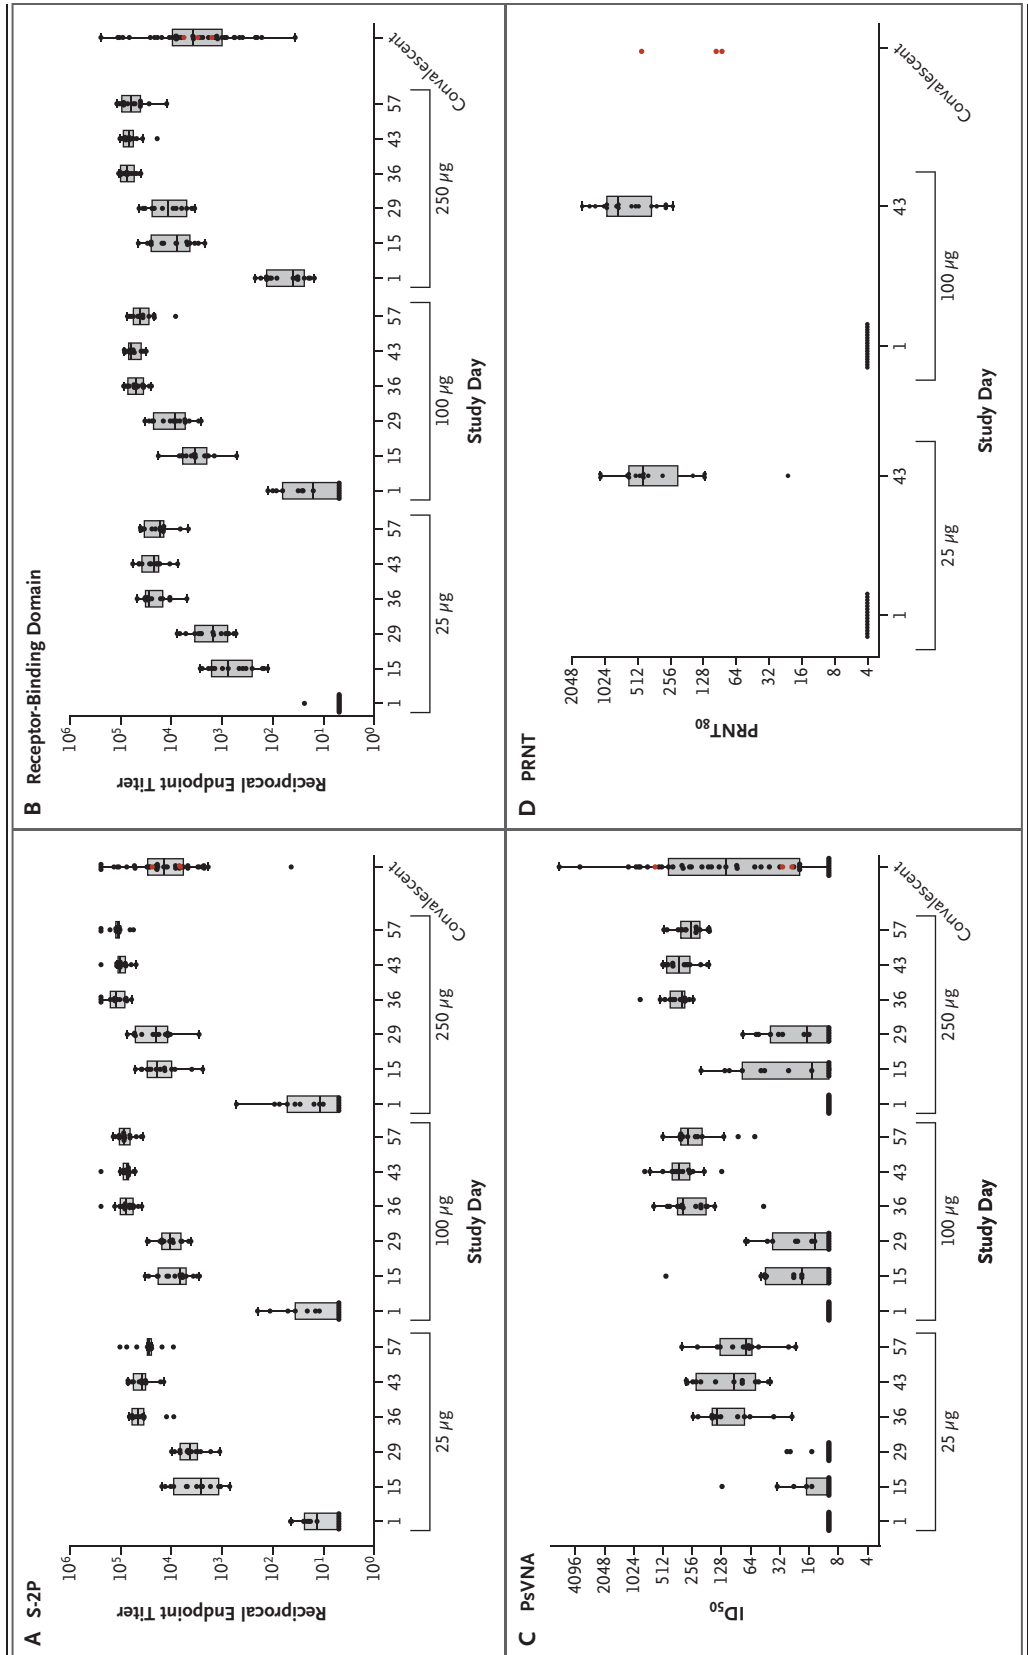 A S-2P
Reciprocal Endpoint Titer
10⁶
10⁵
10⁴
10³
10²
10¹
10⁰
1 15 29 36 43 57 1 15 29 36 43 57 1 15 29 36 43 57 Convalescent
25 µg 100 µg 250 µg
Study Day
B Receptor-Binding Domain
Reciprocal Endpoint Titer
10⁶
10⁵
10⁴
10³
10²
10¹
10⁰
1 15 29 36 43 57 1 15 29 36 43 57 1 15 29 36 43 57 Convalescent
25 µg 100 µg 250 µg
Study Day
C PsVNA
ID₅₀
4096
2048
1024
512
256
128
64
32
16
8
4
1 15 29 36 43 57 1 15 29 36 43 57 1 15 29 36 43 57 Convalescent
25 µg 100 µg 250 µg
Study Day
D PRNT
PRNT₈₀
2048
1024
512
256
128
64
32
16
8
4
1 43 1 43 Convalescent
25 µg 100 µg
Study Day